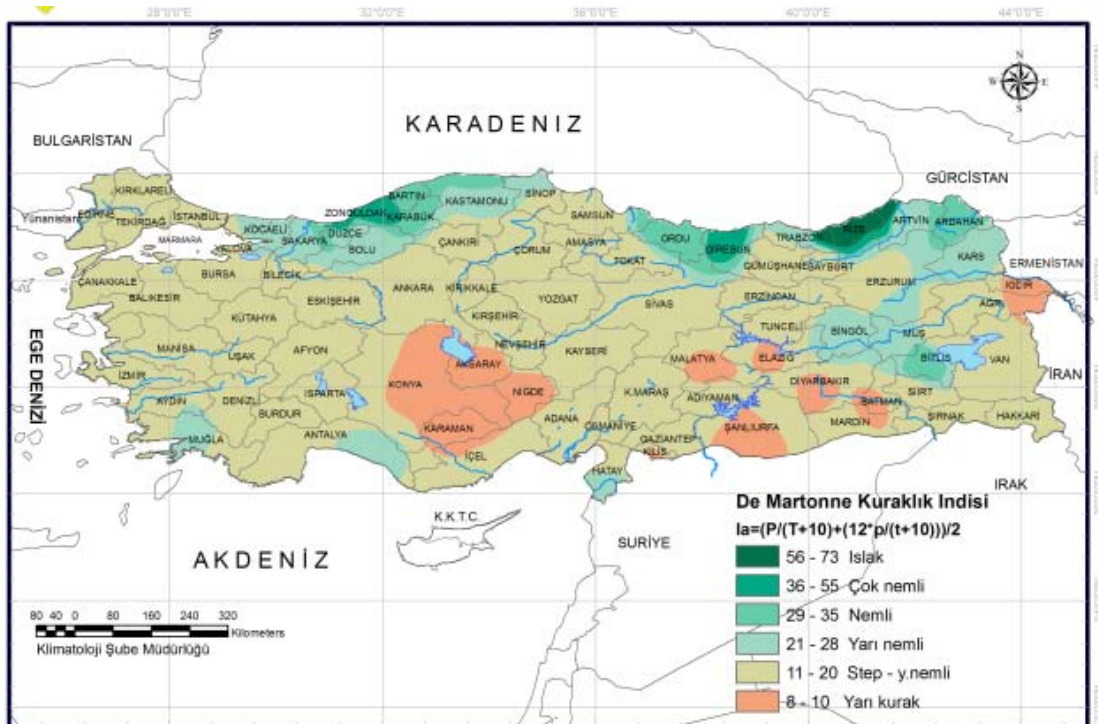 28°0'0"E 32°0'0"E 36°0'0"E 40°0'0"E 44°0'0"E
N
W E
S
KARADENIZ
BULGARİSTAN
GÜRCİSTAN
Yünanistan
ERMENİSTAN
İRAN
IRAK
SURİYE
K.K.T.C.
AKDENİZ
EGE DENİZİ
MARMARA
KIRKLARELİ
EDİRNE
TEKİRDAĞ
İSTANBUL
KOCAELİ
YALOVA
SAKARYA
DÜZCE
ZONGULDAK
BARTIN
KARABÜK
BOLU
KASTAMONU
SİNOP
SAMSUN
ÇANKIRI
ÇORUM
AMASYA
TOKAT
ORDU
GİRESUN
TRABZON
RİZE
ARTVİN
ARDAHAN
KARS
GÜMÜŞHANE
BAYBURT
ERZURUM
IĞDIR
AĞRI
ÇANAKKALE
BURSA
BİLECİK
BALIKESİR
ESKİŞEHİR
KÜTAHYA
ANKARA
KIRIKKALE
KIRŞEHİR
YOZGAT
SİVAS
ERZİNCAN
TUNCELİ
BİNGÖL
MUŞ
BİTLİS
VAN
MANİSA
UŞAK
AFYON
İZMİR
AYDIN
DENİZLİ
ISPARTA
BURDUR
MUĞLA
ANTALYA
KONYA
AKSARAY
NEVŞEHİR
KAYSERİ
NİGDE
KARAMAN
İÇEL
ADANA
OSMANİYE
HATAY
K.MARAŞ
GAZİANTEP
KİLİS
MALATYA
ELAZIĞ
ADIYAMAN
ŞANLIURFA
DİYARBAKIR
BATMAN
MARDİN
SİİRT
ŞIRNAK
HAKKARİ
De Martonne Kuraklık Indisi
Ia=(P/(T+10)+(12*p/(t+10)))/2
56 - 73 Islak
36 - 55 Çok nemli
29 - 35 Nemli
21 - 28 Yarı nemli
11 - 20 Step - y.nemli
8 - 10 Yarı kurak
80 40 0 80 160 240 320
Kilometers
Klimatoloji Şube Müdürlüğü